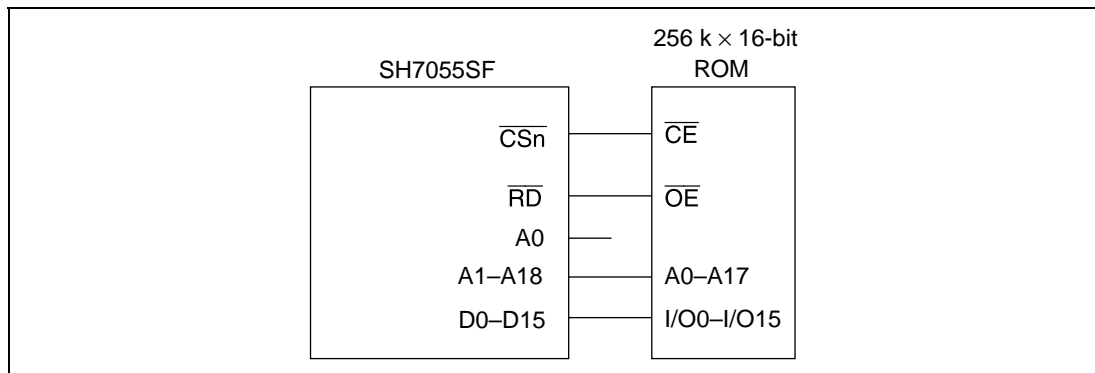 256 k × 16-bit
SH7055SF ROM
CSn CE
RD OE
A0
A1–A18 A0–A17
D0–D15 I/O0–I/O15